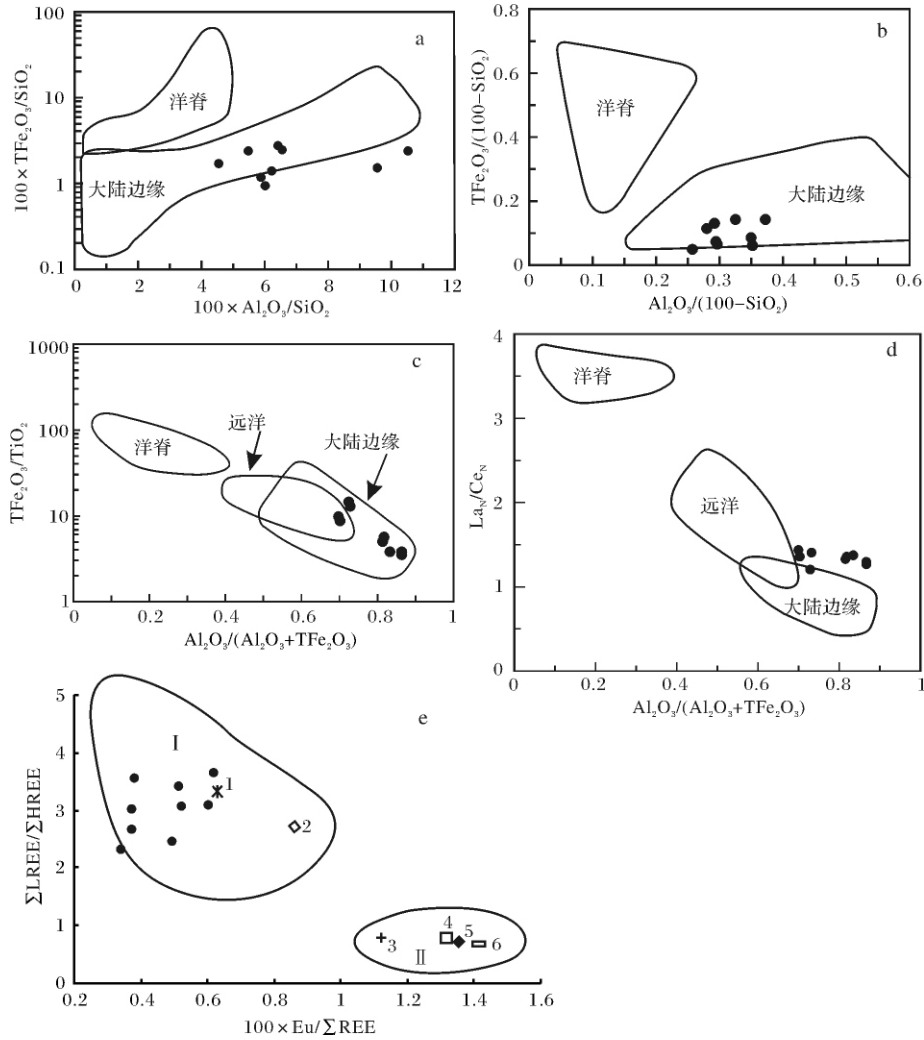 a
100×TFe₂O₃/SiO₂
100
10
1
0.1
洋脊
大陆边缘
0 2 4 6 8 10 12
100×Al₂O₃/SiO₂
b
TFe₂O₃/(100−SiO₂)
0.8
0.6
0.4
0.2
0
洋脊
大陆边缘
0 0.1 0.2 0.3 0.4 0.5 0.6
Al₂O₃/(100−SiO₂)
c
TFe₂O₃/TiO₂
1000
100
10
1
洋脊
远洋
大陆边缘
0 0.2 0.4 0.6 0.8 1
Al₂O₃/(Al₂O₃+TFe₂O₃)
d
Laₙ/Ceₙ
4
3
2
1
0
洋脊
远洋
大陆边缘
0 0.2 0.4 0.6 0.8 1
Al₂O₃/(Al₂O₃+TFe₂O₃)
e
ΣLREE/ΣHREE
5
4
3
2
1
0
Ⅰ
1
2
3
4
5
6
Ⅱ
0.2 0.4 0.6 0.8 1 1.2 1.4 1.6
100×Eu/ΣREE